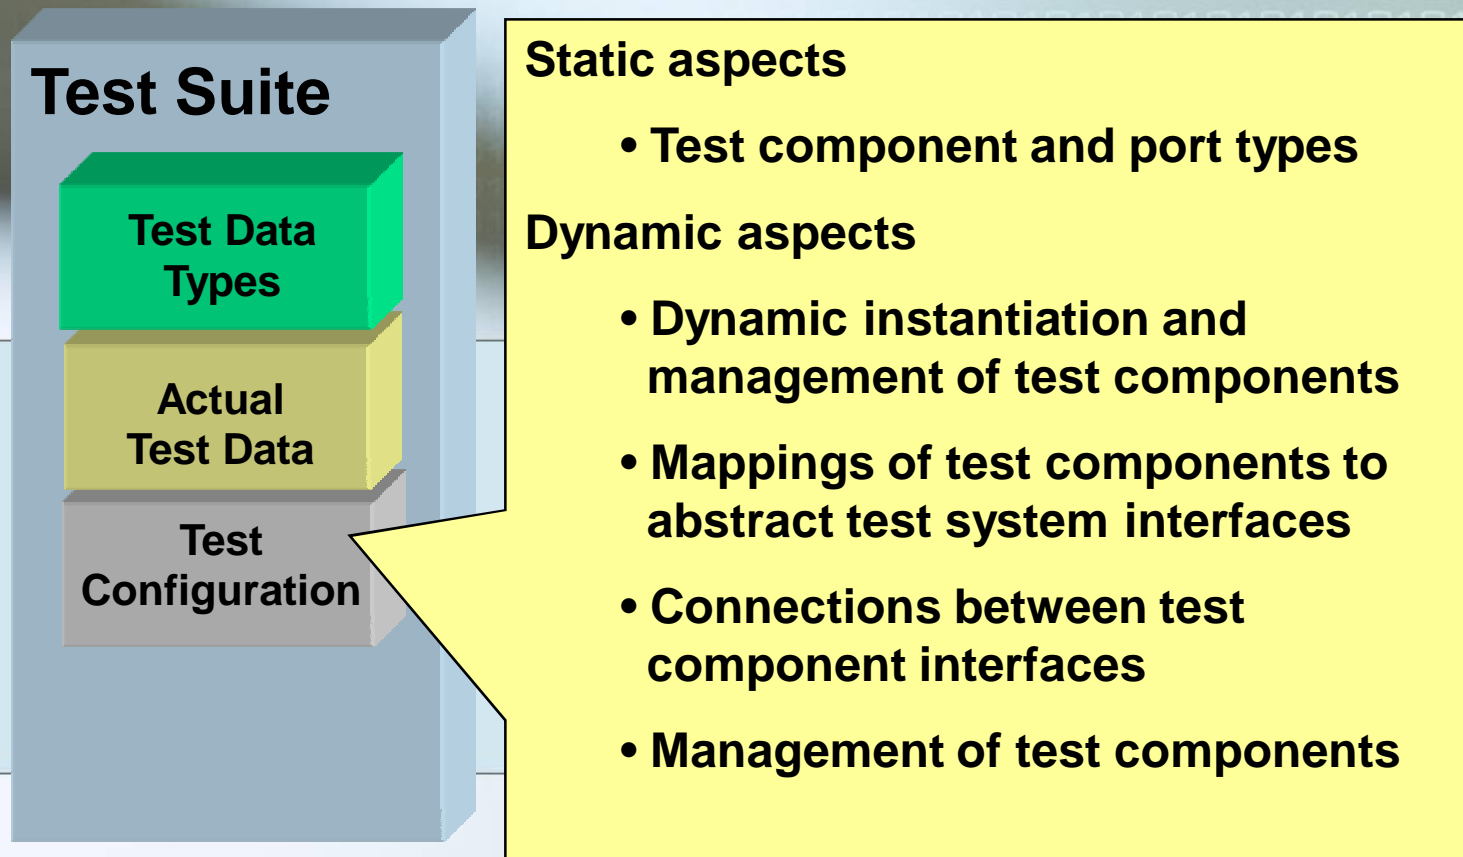 Test Suite
Test Data
Types
Actual
Test Data
Test
Configuration
Static aspects
• Test component and port types
Dynamic aspects
• Dynamic instantiation and
management of test components
• Mappings of test components to
abstract test system interfaces
• Connections between test
component interfaces
• Management of test components